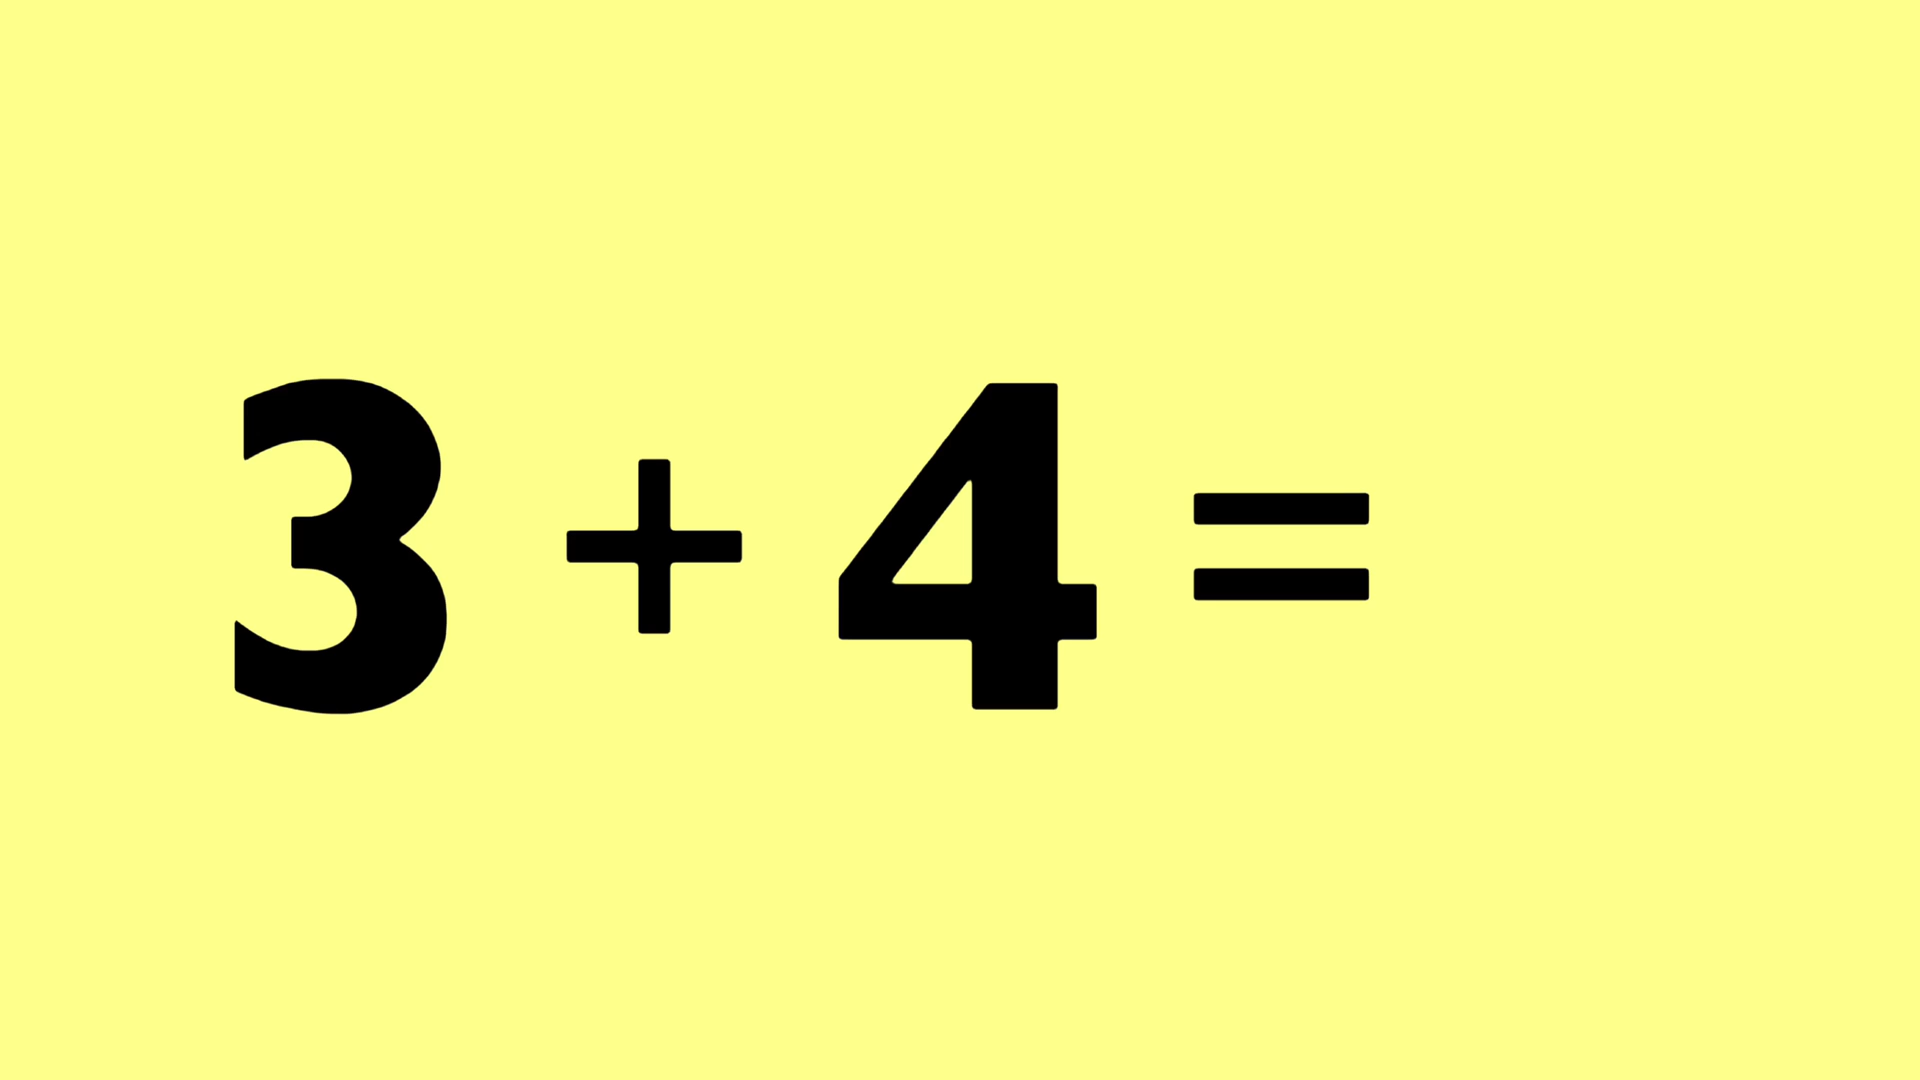 3 + 4 =